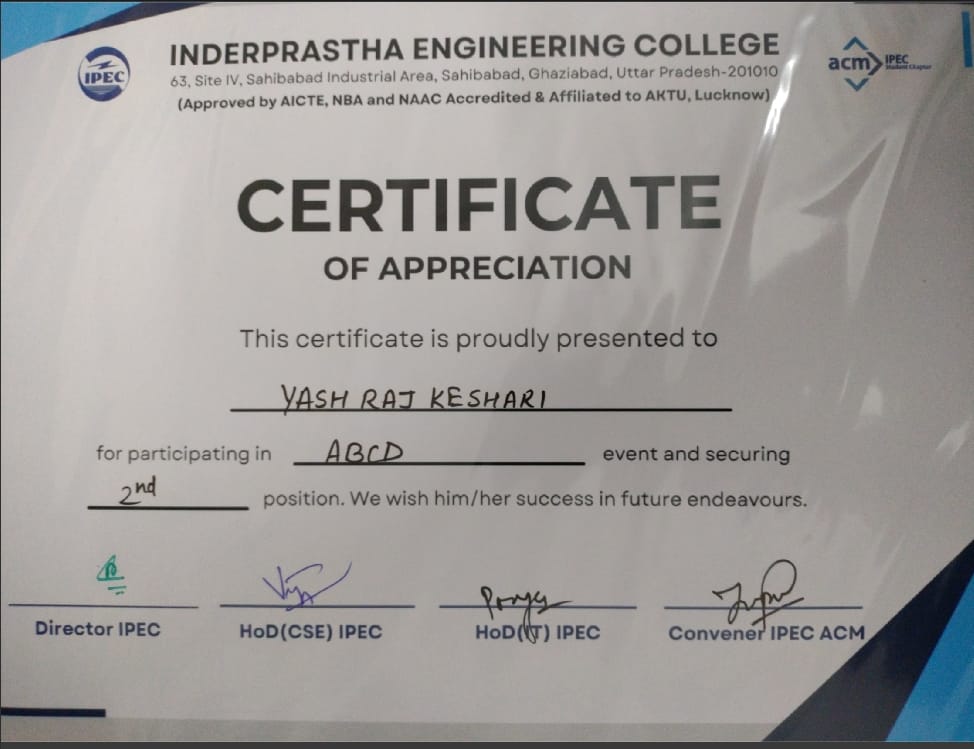 IPEC
INDERPRASTHA ENGINEERING COLLEGE
63, Site IV, Sahibabad Industrial Area, Sahibabad, Ghaziabad, Uttar Pradesh-201010
(Approved by AICTE, NBA and NAAC Accredited & Affiliated to AKTU, Lucknow)
acm IPEC
Student Chapter
CERTIFICATE
OF APPRECIATION
This certificate is proudly presented to
YASH RAJ KESHARI
for participating in ABCD event and securing
2nd position. We wish him/her success in future endeavours.
Director IPEC HoD(CSE) IPEC HoD(IT) IPEC Convener IPEC ACM